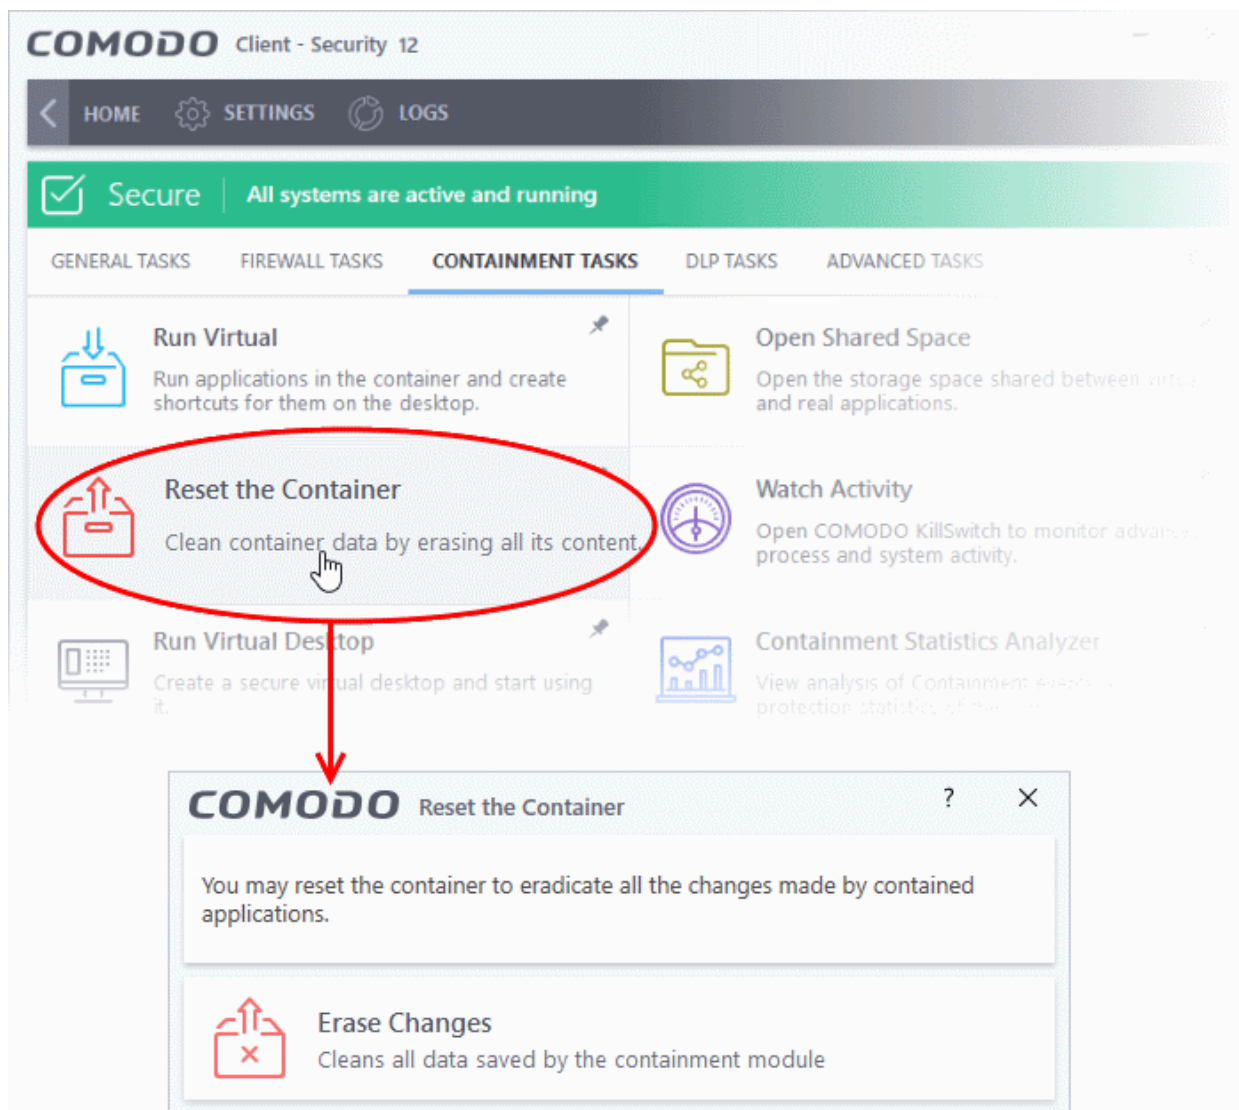 COMODO Client - Security 12
HOME SETTINGS LOGS
Secure All systems are active and running
GENERAL TASKS FIREWALL TASKS CONTAINMENT TASKS DLP TASKS ADVANCED TASKS
Run Virtual
Run applications in the container and create
shortcuts for them on the desktop.
Open Shared Space
Open the storage space shared between
and real applications.
Reset the Container
Clean container data by erasing all its content.
Watch Activity
Open COMODO KillSwitch to monitor
process and system activity.
Run Virtual Desktop
Create a secure virtual desktop and start using
it.
Containment Statistics Analyzer
View analysis of Containment
protection statistics of the
COMODO Reset the Container ?
You may reset the container to eradicate all the changes made by contained
applications.
Erase Changes
Cleans all data saved by the containment module